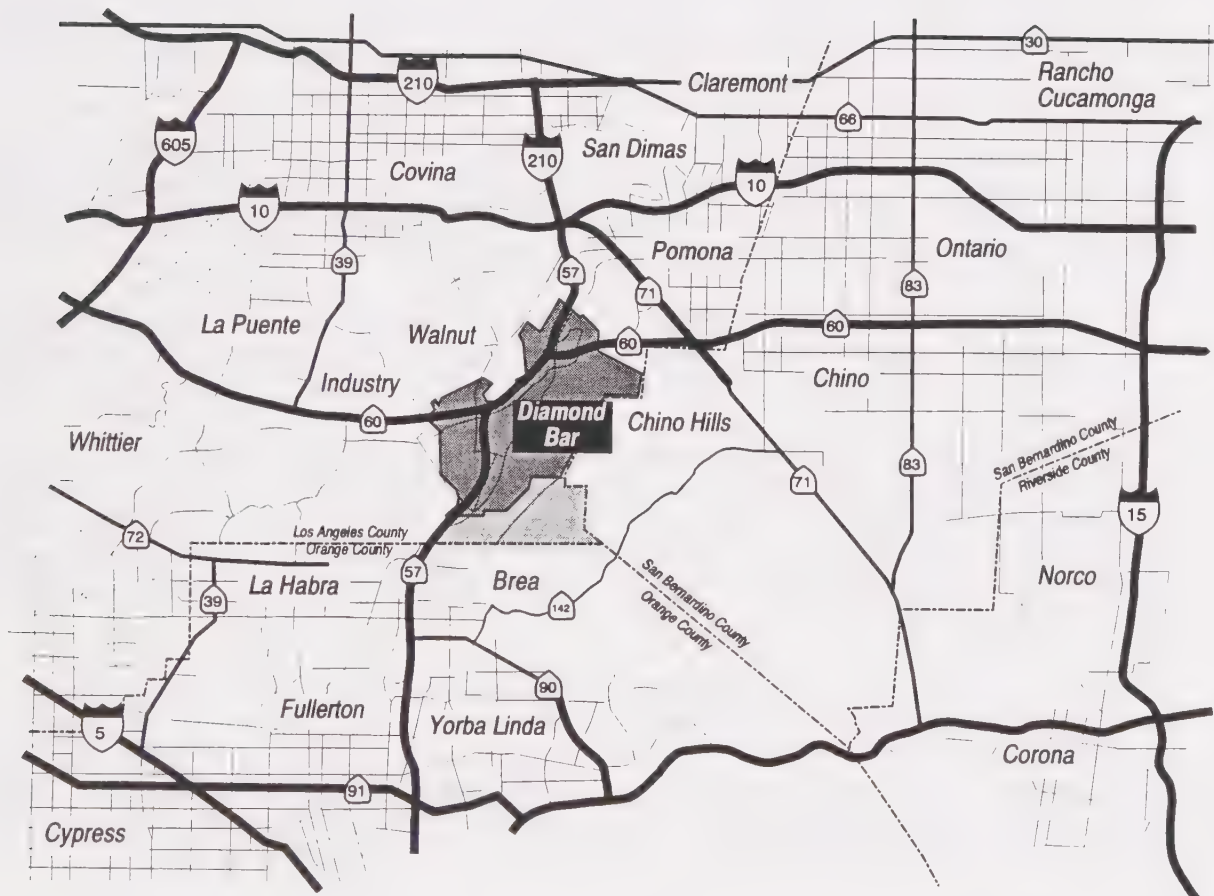 30
210
Claremont
Rancho
Cucamonga
66
605
San Dimas
210
Covina
10
10
39
57
Pomona
71
Ontario
83
La Puente
Walnut
60
60
Industry
60
Chino
Diamond
Bar
Chino Hills
Whittier
83
San Bernardino County
Riverside County
71
15
72
Los Angeles County
Orange County
57
La Habra
39
Brea
142
San Bernardino County
Orange County
Norco
90
Fullerton
Yorba Linda
5
Corona
91
Cypress